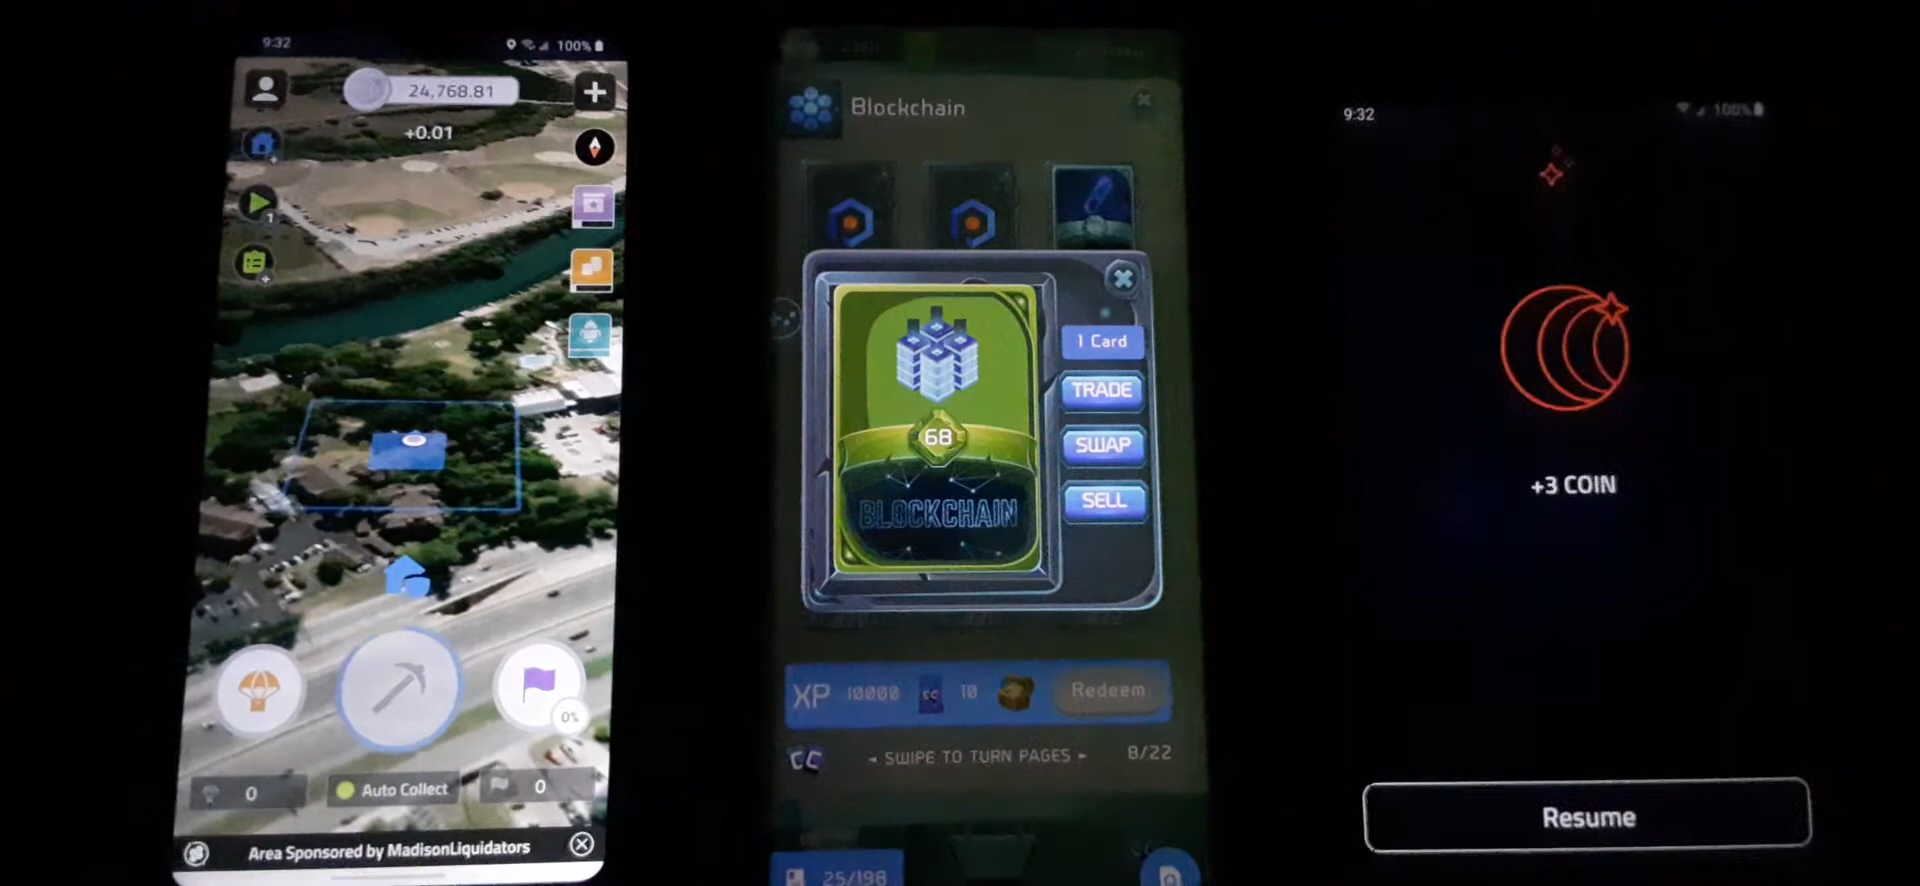 9:32
100%
24,768.81
+0.01
1
0%
0
Auto Collect
0
Area Sponsored by MadisonLiquidators
Blockchain
1 Card
TRADE
SWAP
SELL
68
BLOCKCHAIN
XP 10000 CC 10 Redeem
CC
◄ SWIPE TO TURN PAGES ►
8/22
25/198
9:32
100%
+3 COIN
Resume